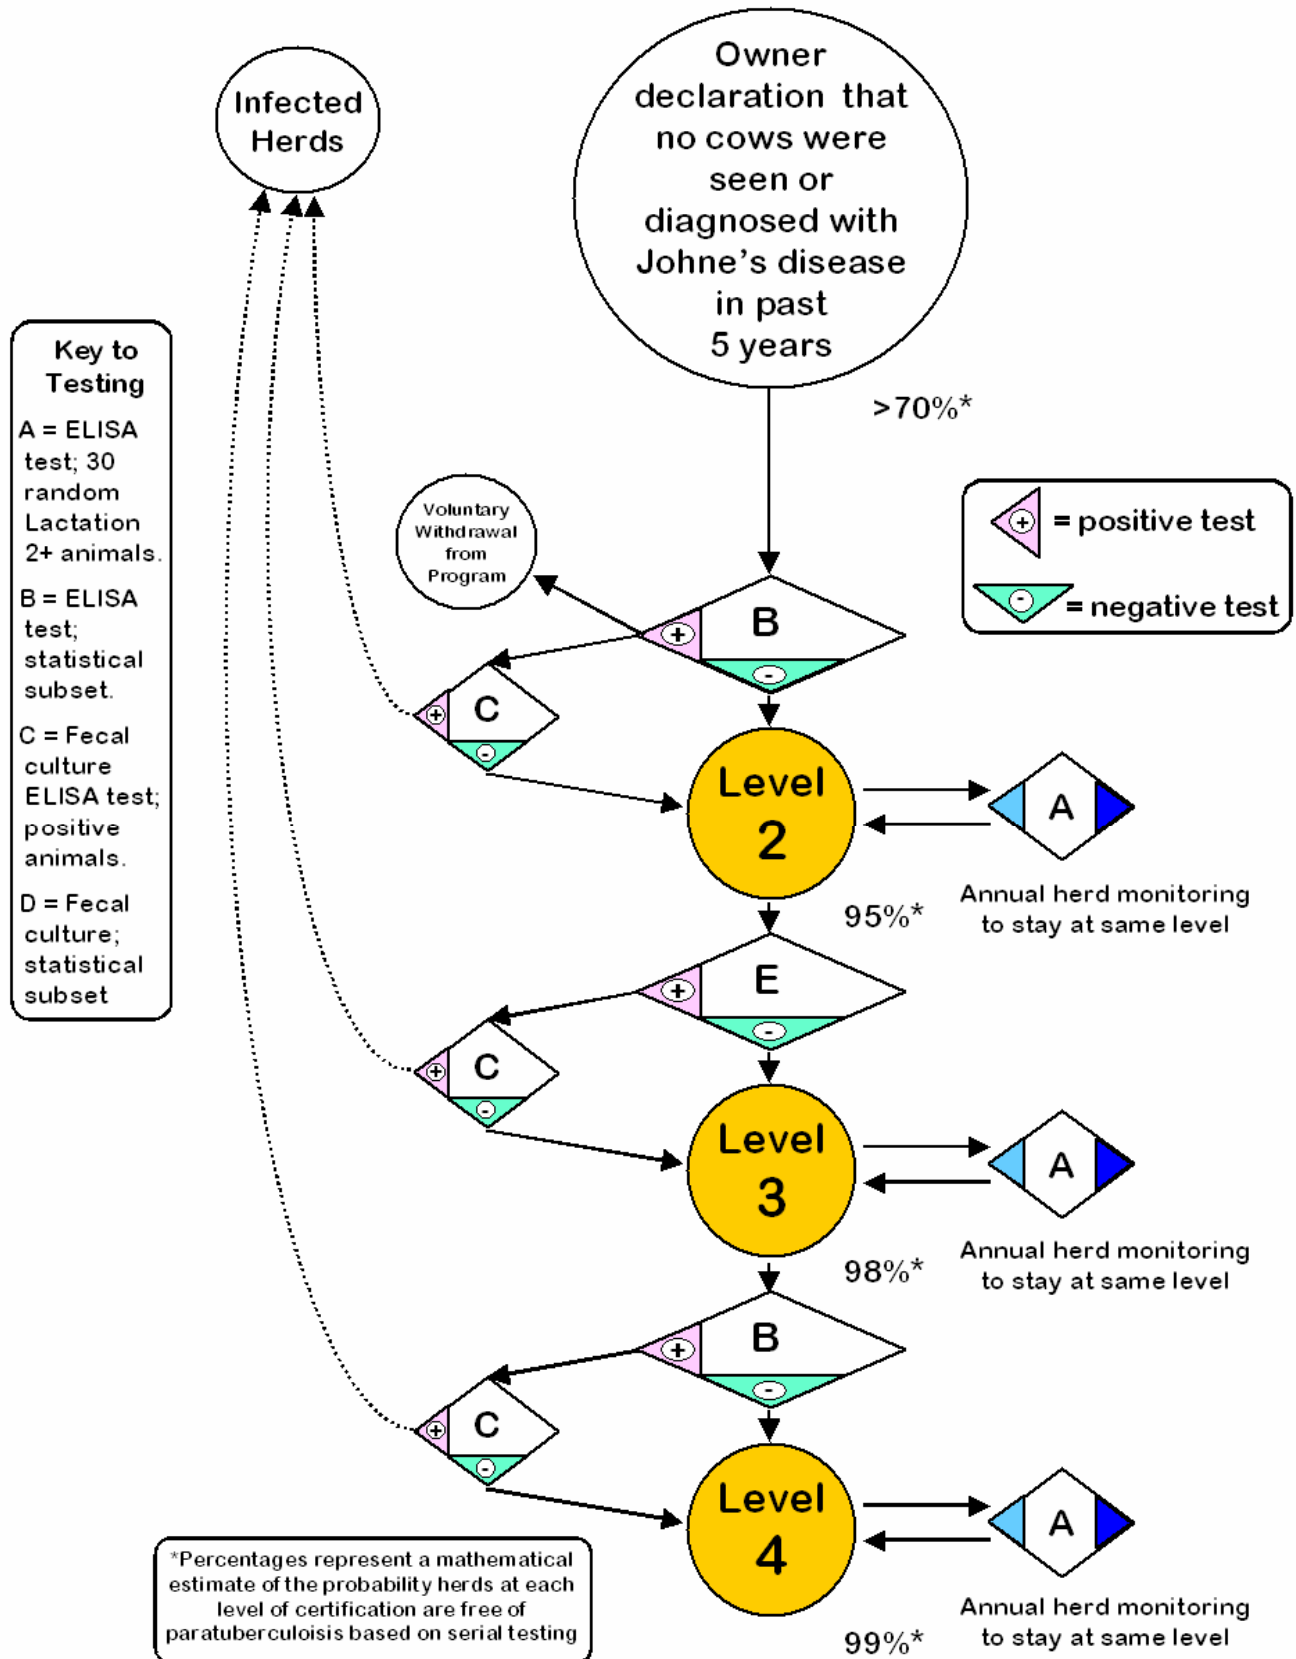 Infected
Herds
Owner
declaration that
no cows were
seen or
diagnosed with
Johne's disease
in past
5 years
>70%*
Key to
Testing
A = ELISA
test; 30
random
Lactation
2+ animals.
B = ELISA
test;
statistical
subset.
C = Fecal
culture
ELISA test;
positive
animals.
D = Fecal
culture;
statistical
subset
Voluntary
Withdrawal
from
Program
+ = positive test
- = negative test
+ B
-
+ C
-
Level
2
A
95%*
Annual herd monitoring
to stay at same level
+ E
-
+ C
-
Level
3
A
98%*
Annual herd monitoring
to stay at same level
+ B
-
+ C
-
Level
4
A
99%*
Annual herd monitoring
to stay at same level
*Percentages represent a mathematical
estimate of the probability herds at each
level of certification are free of
paratuberculoisis based on serial testing